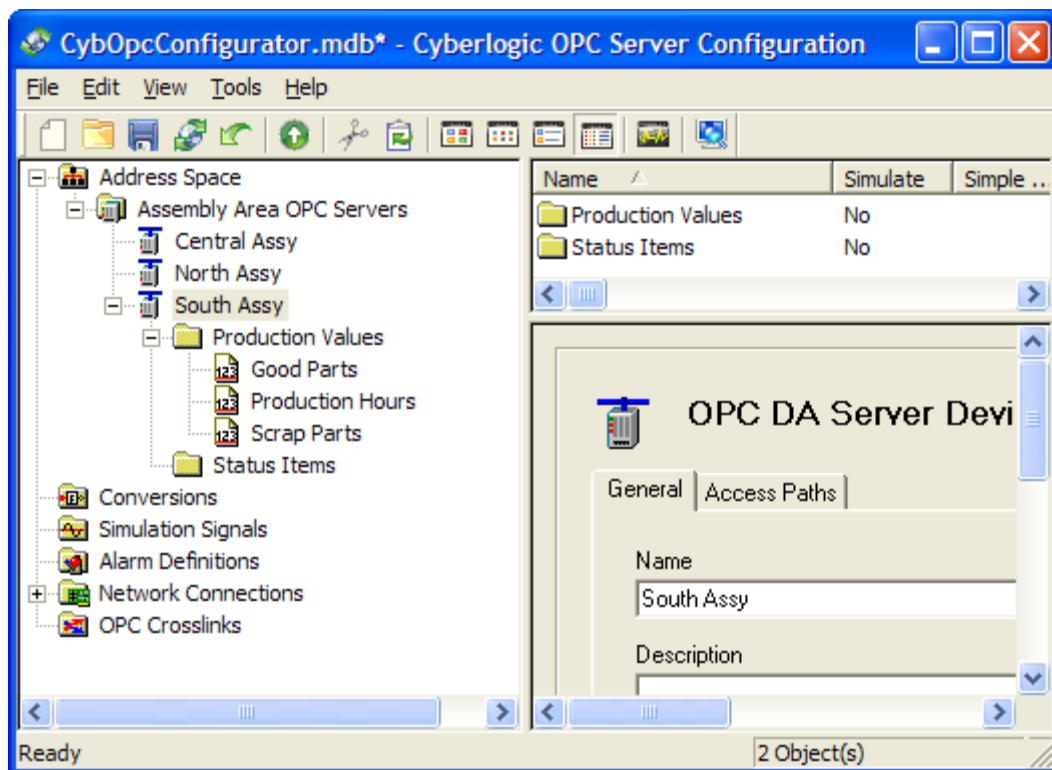 CybOpcConfigurator.mdb* - Cyberlogic OPC Server Configuration
File Edit View Tools Help
Address Space
Assembly Area OPC Servers
Central Assy
North Assy
South Assy
Production Values
123 Good Parts
123 Production Hours
123 Scrap Parts
Status Items
Conversions
Simulation Signals
Alarm Definitions
Network Connections
OPC Crosslinks
Name Simulate Simple ...
Production Values No
Status Items No
OPC DA Server Devi
General Access Paths
Name
South Assy
Description
Ready 2 Object(s)